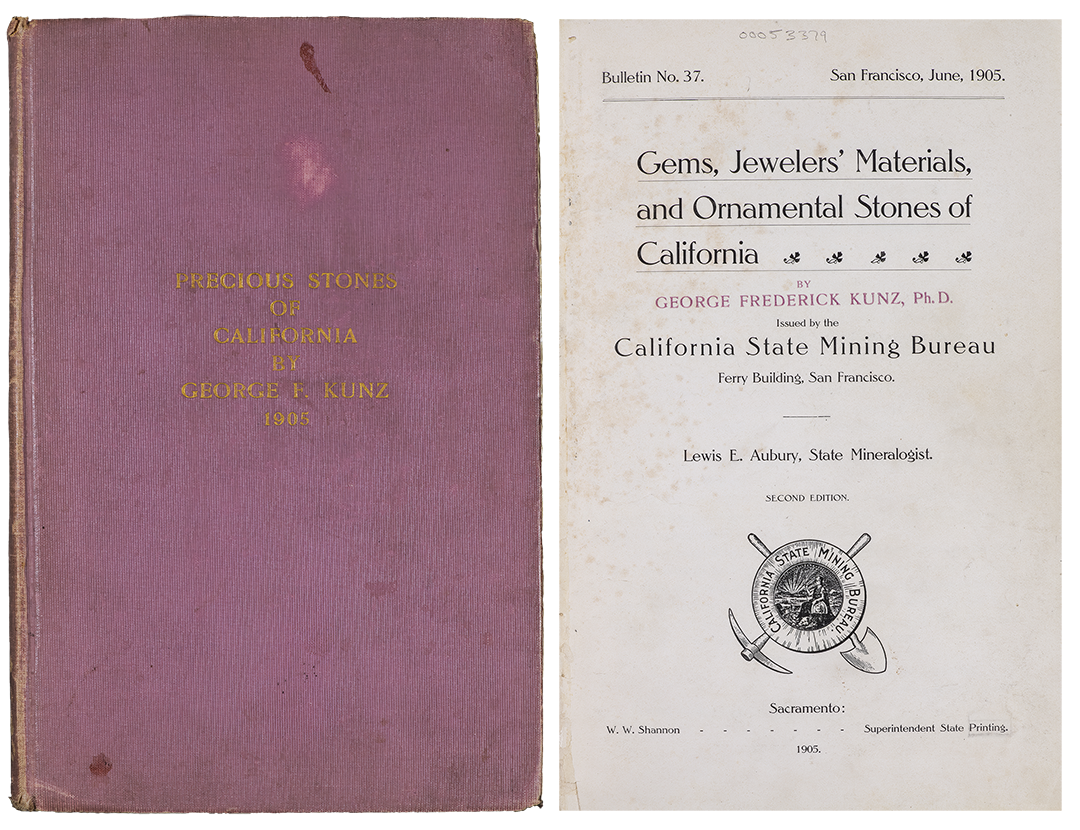 PRECIOUS STONES
OF
CALIFORNIA
BY
GEORGE F. KUNZ
1905
00053379
Bulletin No. 37. San Francisco, June, 1905.
Gems, Jewelers' Materials,
and Ornamental Stones of
California
BY
GEORGE FREDERICK KUNZ, Ph.D.
Issued by the
California State Mining Bureau
Ferry Building, San Francisco.
Lewis E. Aubury, State Mineralogist.
SECOND EDITION.
CALIFORNIA STATE MINING BUREAU.
Sacramento:
W. W. Shannon - - - - - - - Superintendent State Printing.
1905.